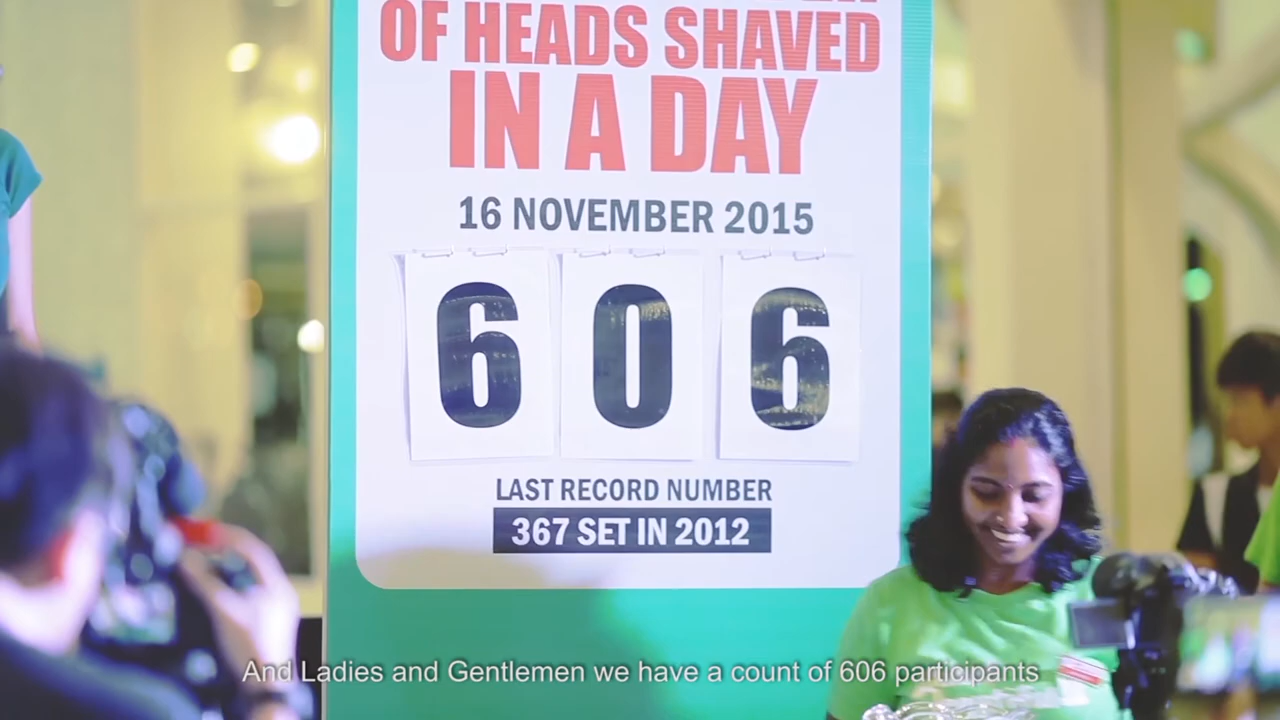 OF HEADS SHAVED
IN A DAY
16 NOVEMBER 2015
606
LAST RECORD NUMBER
367 SET IN 2012
And Ladies and Gentlemen we have a count of 606 participants